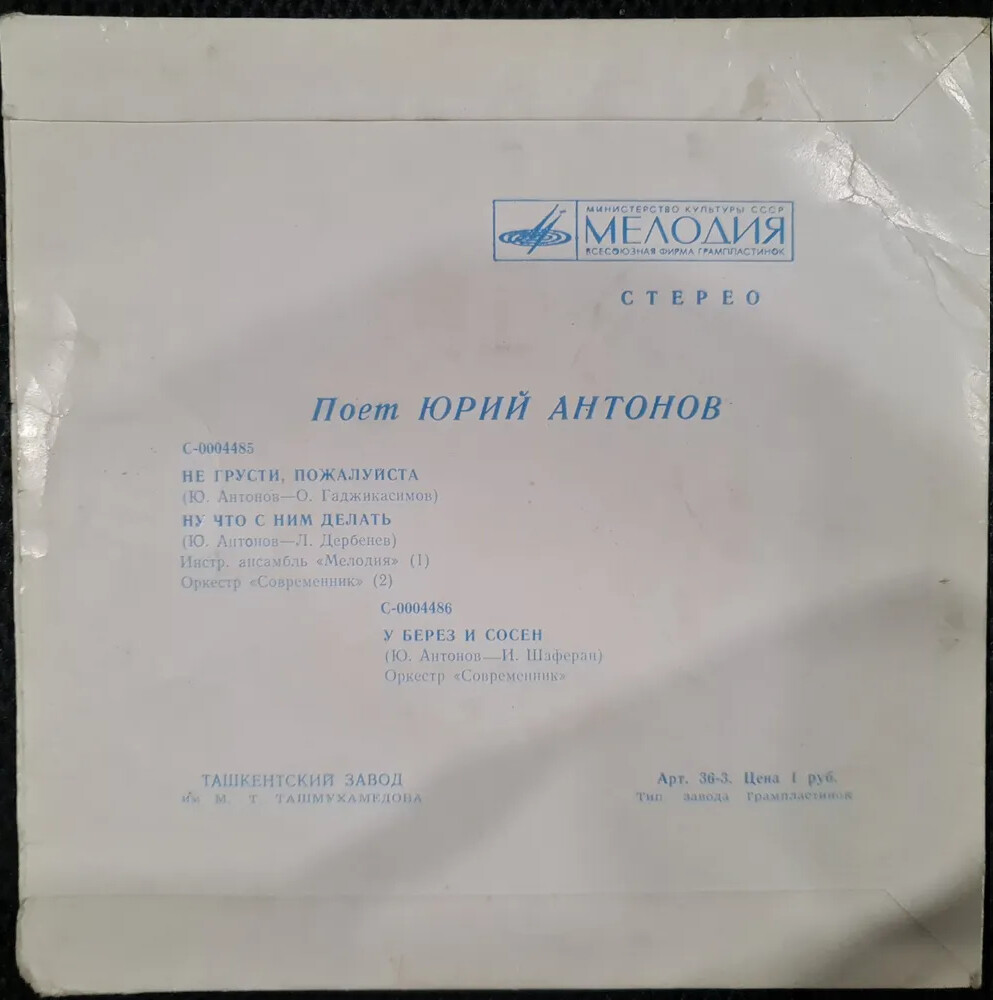 МИНИСТЕРСТВО КУЛЬТУРЫ СССР
МЕЛОДИЯ
ВСЕСОЮЗНАЯ ФИРМА ГРАМПЛАСТИНОК
СТЕРЕО
Поет ЮРИЙ АНТОНОВ
С-0004485
НЕ ГРУСТИ, ПОЖАЛУЙСТА
(Ю. Антонов—О. Гаджикасимов)
НУ ЧТО С НИМ ДЕЛАТЬ
(Ю. Антонов—Л. Дербенев)
Инстр. ансамбль «Мелодия» (1)
Оркестр «Современник» (2)
С-0004486
У БЕРЕЗ И СОСЕН
(Ю. Антонов—И. Шаферан)
Оркестр «Современник»
ТАШКЕНТСКИЙ ЗАВОД
им М. Т ТАШМУХАМЕДОВА
Арт. 36-3. Цена 1 руб.
Тип завода Грампластинок